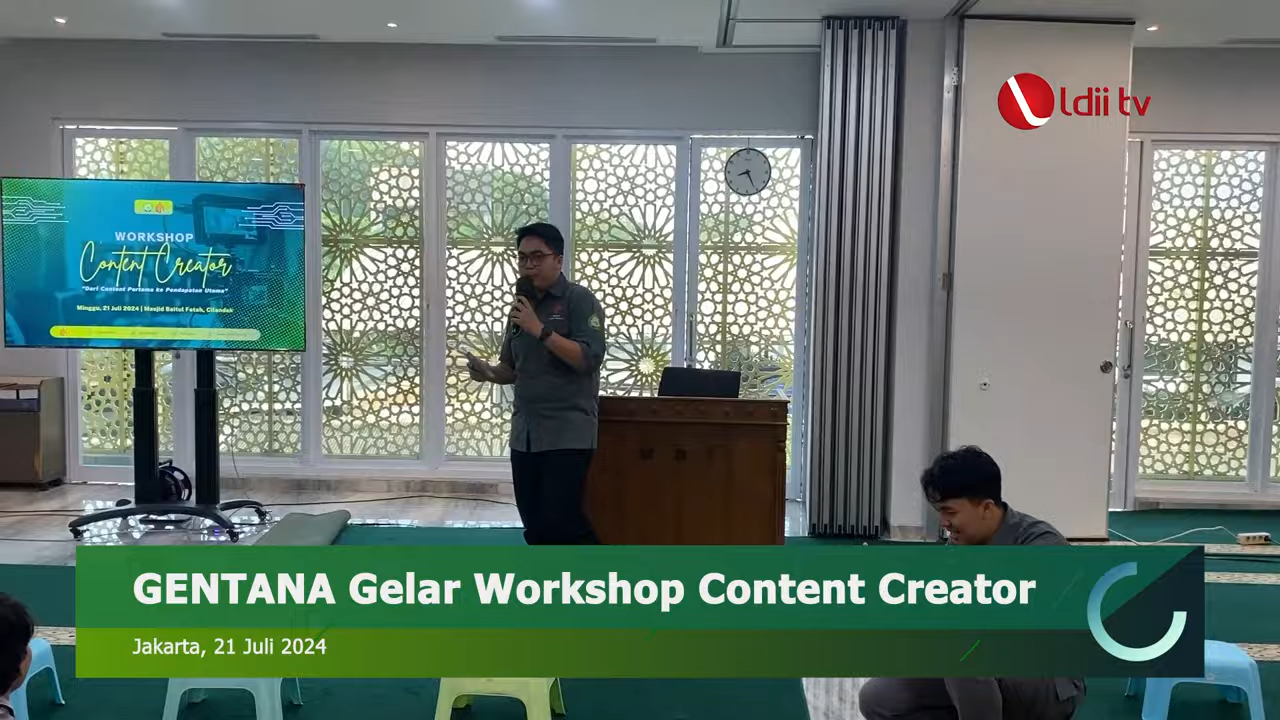 ldii tv
WORKSHOP
Content Creator
"Dari Content Pertama ke Pendapatan Utama"
Minggu, 21 Juli 2024 | Masjid Baitul Fatah, Cilandak
GENTANA Gelar Workshop Content Creator
Jakarta, 21 Juli 2024